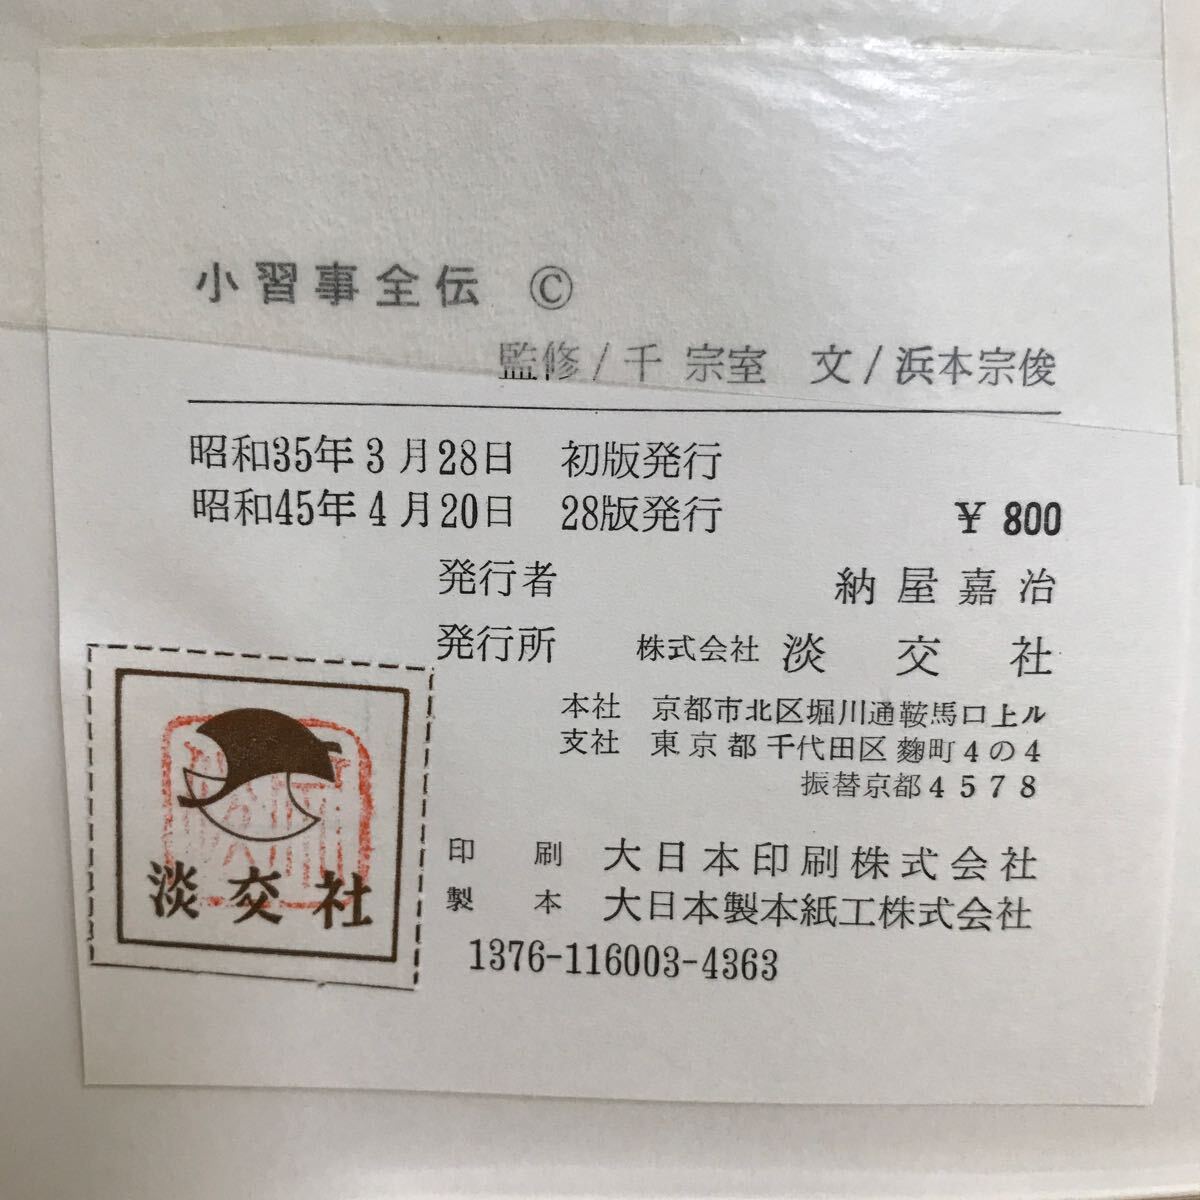 小習事全伝 ©
監修/千 宗室 文/浜本宗俊
昭和35年3月28日 初版発行
昭和45年4月20日 28版発行 ¥800
発行者 納屋嘉治
発行所 株式会社 淡交社
本社 京都市北区堀川通鞍馬口上ル
支社 東京都千代田区麹町4の4
振替京都4578
印刷 大日本印刷株式会社
製本 大日本製本紙工株式会社
1376-116003-4363
淡交社